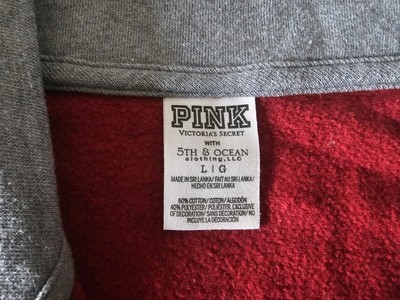 PINK
VICTORIA'S SECRET
WITH
5TH & OCEAN
clothing, LLC
L | G
MADE IN SRI LANKA/ FAIT AU SRI LANKA/
HECHO EN SRI LANKA
60% COTTON/ COTON/ ALGODÓN
40% POLYESTER/ POLIÉSTER, EXCLUSIVE
OF DECORATION/ SANS DÉCORATION/ NO
INCLUYE LA DECORACIÓN